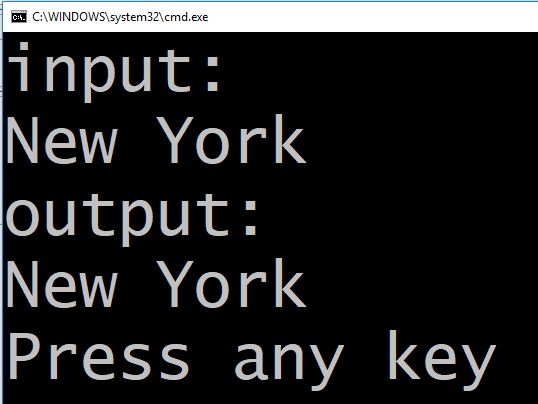 C:\WINDOWS\system32\cmd.exe
input:
New York
output:
New York
Press any key